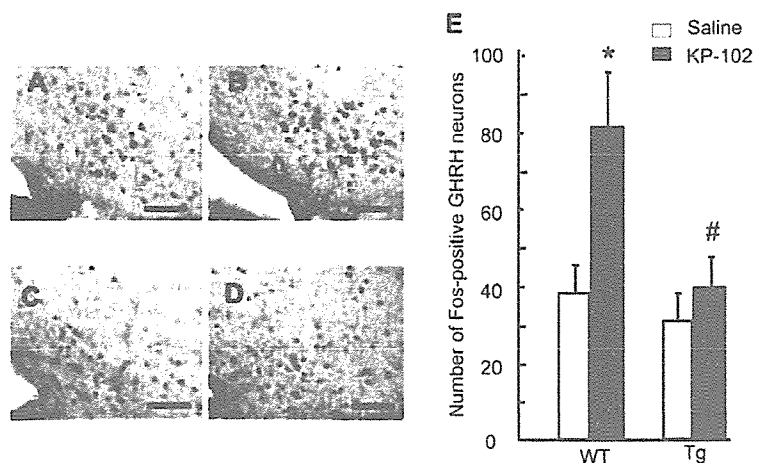 A
B
C
D
E
Saline
KP-102
Number of Fos-positive GHRH neurons
100
80
60
40
20
0
*
#
WT
Tg